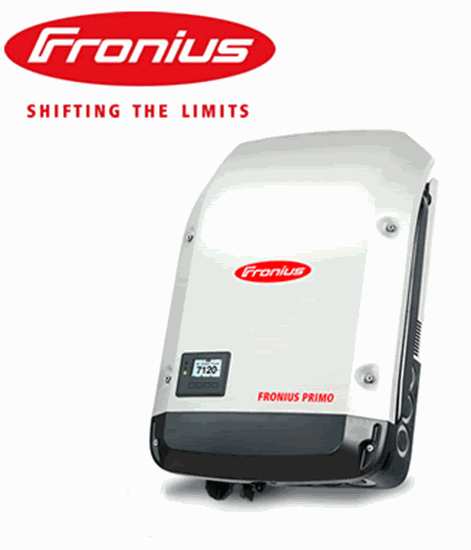 Fronius
SHIFTING THE LIMITS
Fronius
7120
FRONIUS PRIMO